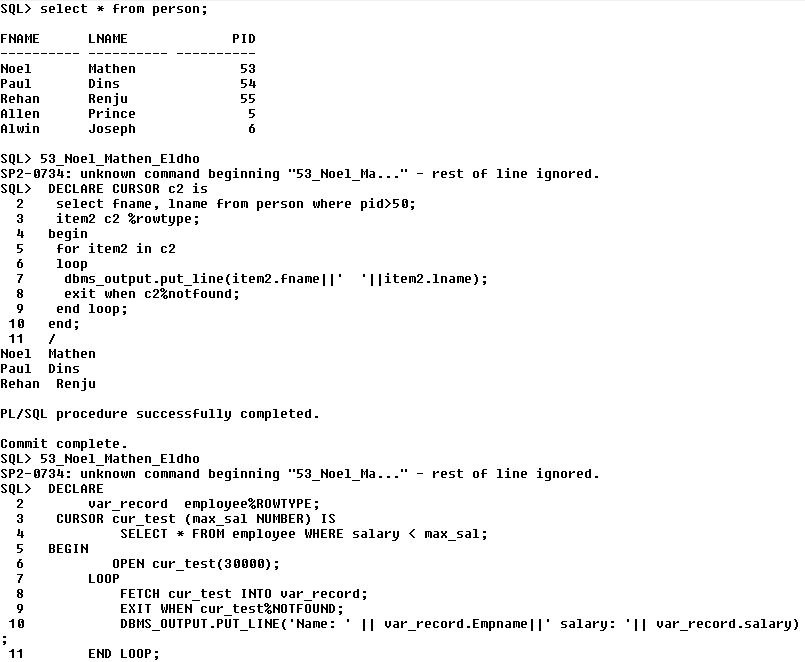 SQL> select * from person;
FNAME      LNAME             PID
---------- ---------- ----------
Noel       Mathen             53
Paul       Dins               54
Rehan      Renju              55
Allen      Prince              5
Alwin      Joseph              6
SQL> 53_Noel_Mathen_Eldho
SP2-0734: unknown command beginning "53_Noel_Ma..." - rest of line ignored.
SQL>  DECLARE CURSOR c2 is
  2    select fname, lname from person where pid>50;
  3    item2 c2 %rowtype;
  4   begin
  5    for item2 in c2
  6    loop
  7     dbms_output.put_line(item2.fname||'  '||item2.lname);
  8     exit when c2%notfound;
  9    end loop;
 10   end;
 11   /
Noel  Mathen
Paul  Dins
Rehan  Renju
PL/SQL procedure successfully completed.
Commit complete.
SQL> 53_Noel_Mathen_Eldho
SP2-0734: unknown command beginning "53_Noel_Ma..." - rest of line ignored.
SQL>  DECLARE
  2        var_record  employee%ROWTYPE;
  3    CURSOR cur_test (max_sal NUMBER) IS
  4            SELECT * FROM employee WHERE salary < max_sal;
  5   BEGIN
  6           OPEN cur_test(30000);
  7        LOOP
  8            FETCH cur_test INTO var_record;
  9            EXIT WHEN cur_test%NOTFOUND;
 10            DBMS_OUTPUT.PUT_LINE('Name: ' || var_record.Empname||' salary: '|| var_record.salary)
;
 11        END LOOP;